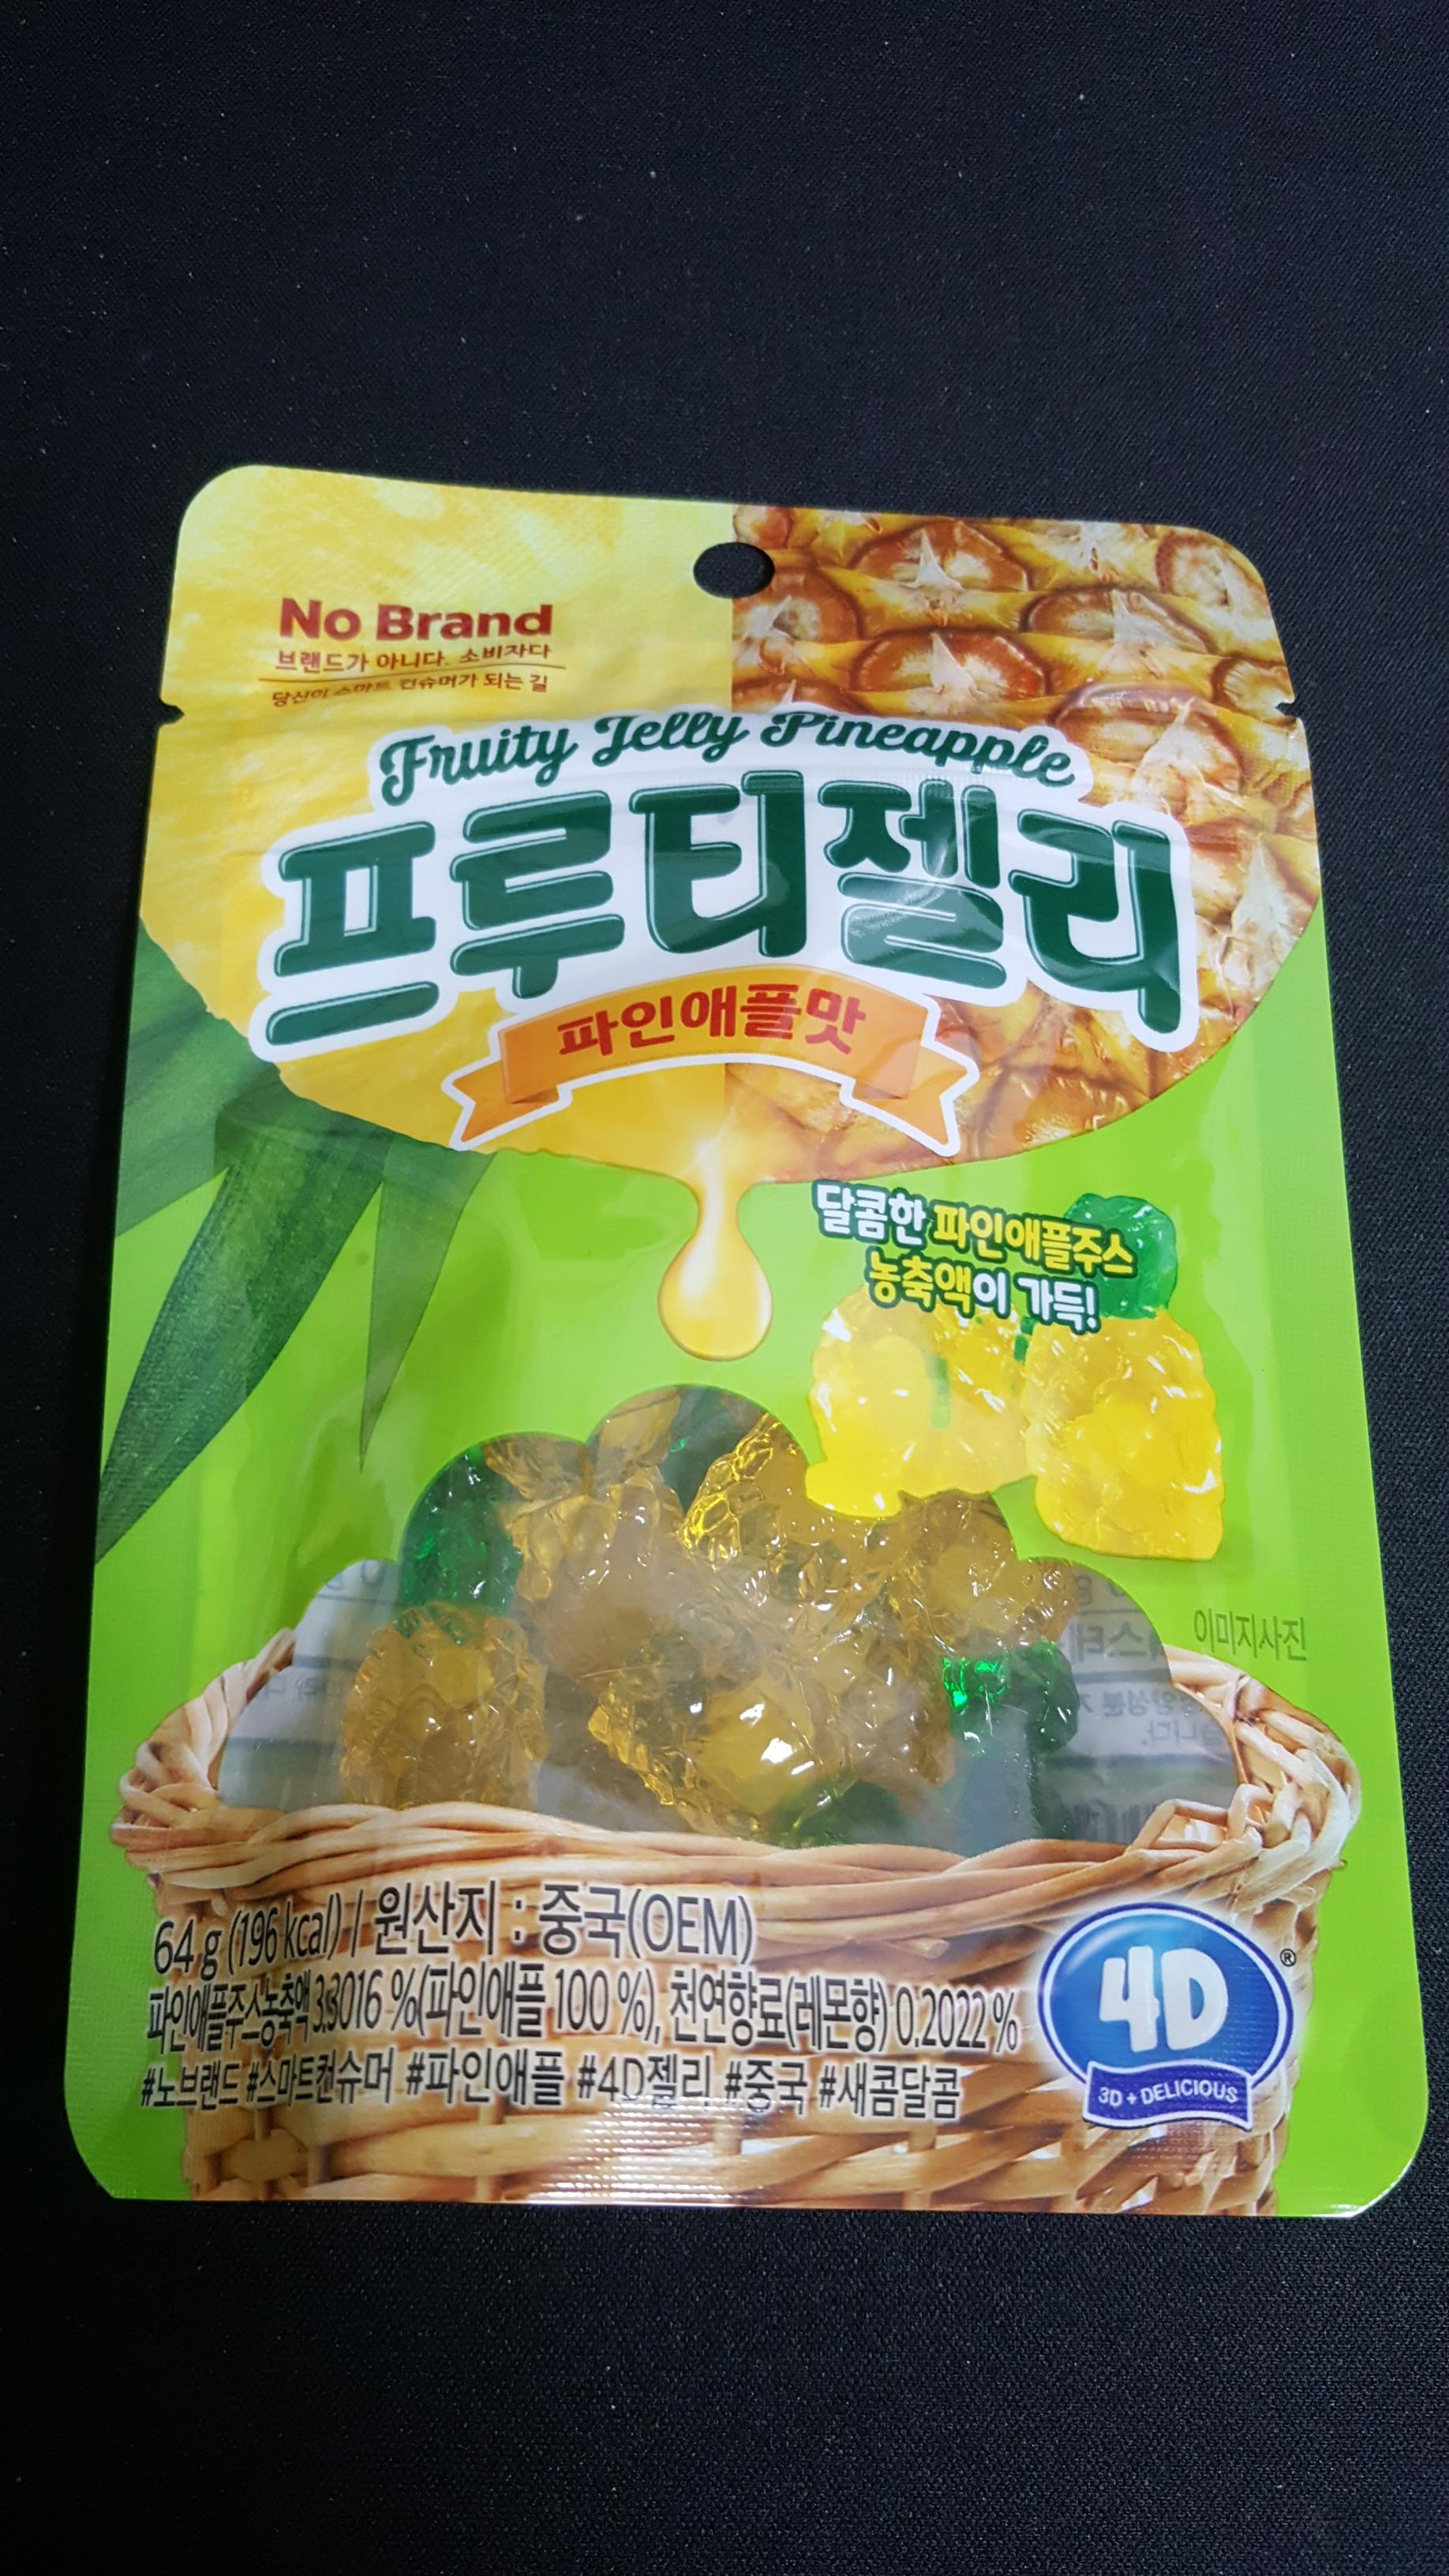 No Brand
브랜드가 아니다. 소비자다
당신이 스마트 컨슈머가 되는 길
Fruity Jelly Pineapple
프루티젤리
파인애플맛
달콤한 파인애플주스
농축액이 가득!
이미지사진
64 g (196 kcal) / 원산지 : 중국(OEM)
파인애플주스농축액 3.3016 %(파인애플 100 %), 천연향료(레몬향) 0.2022 %
#노브랜드 #스마트컨슈머 #파인애플 #4D젤리 #중국 #새콤달콤
4D
®
3D + DELICIOUS